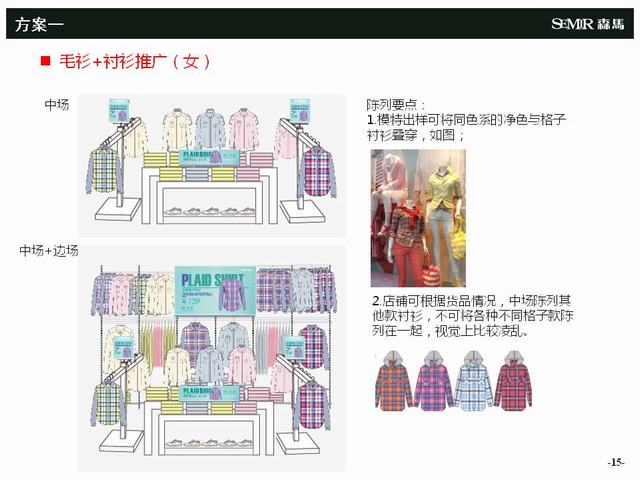 方案一
SEMIR 森馬
毛衫+衬衫推广（女）
中场
PLAID SHIRT
中场+边场
PLAID SHIRT
¥139
PLAID SHIRT
陈列要点：
1.模特出样可将同色系的净色与格子
衬衫叠穿，如图；
2.店铺可根据货品情况，中场陈列其
他款衬衫，不可将各种不同格子款陈
列在一起，视觉上比较凌乱。
-15-